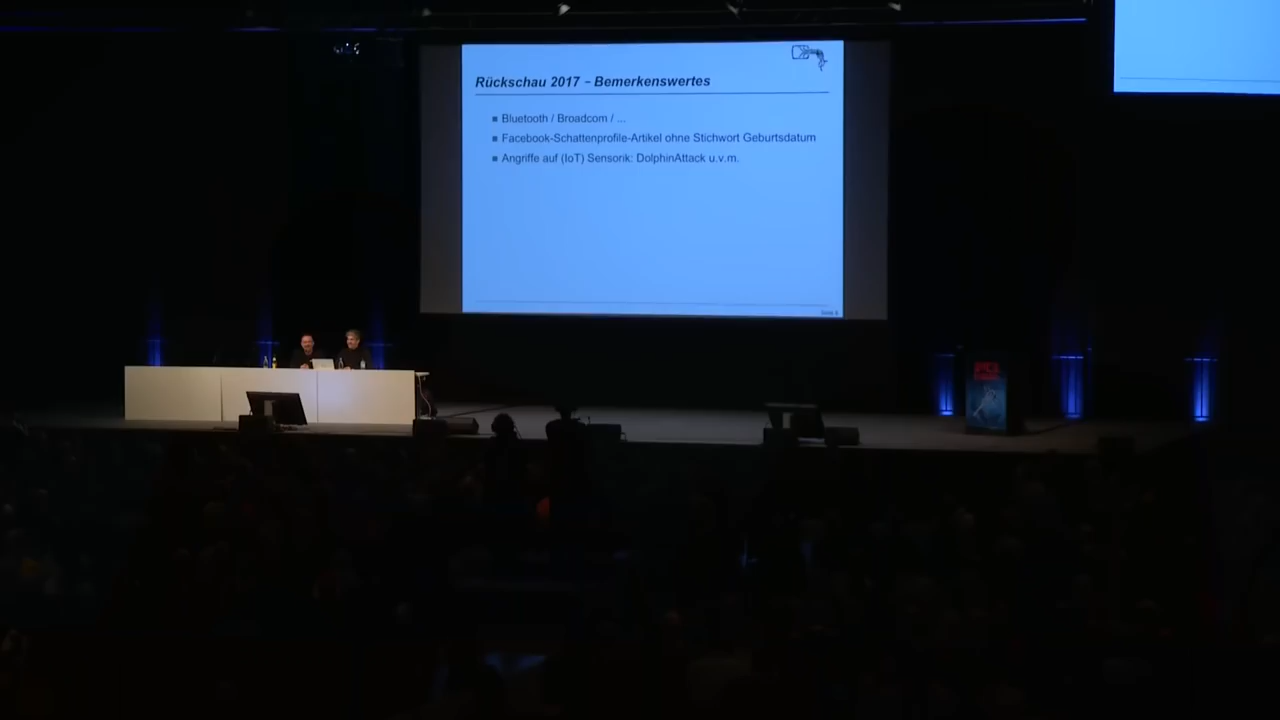 Rückschau 2017 – Bemerkenswertes
Bluetooth / Broadcom / ...
Facebook-Schattenprofile-Artikel ohne Stichwort Geburtsdatum
Angriffe auf (IoT) Sensorik: DolphinAttack u.v.m.